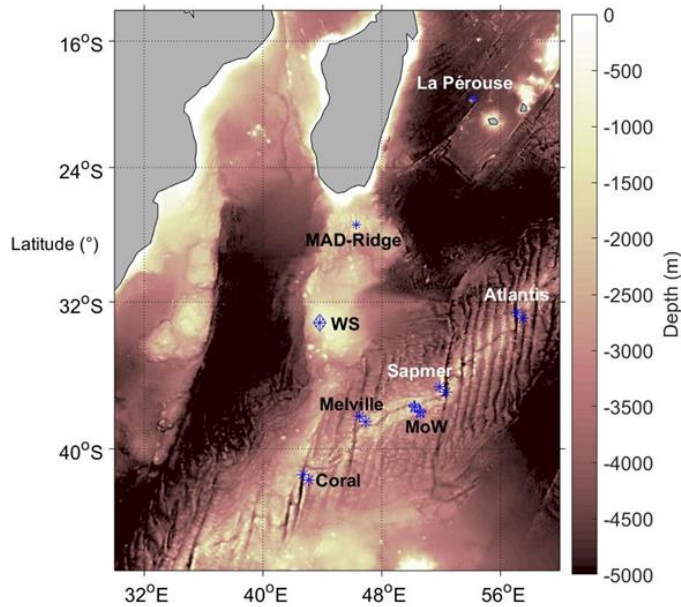 16°S
24°S
32°S
40°S
Latitude (°)
32°E
40°E
48°E
56°E
La Pérouse
MAD-Ridge
Atlantis
WS
Sapmer
Melville
MoW
Coral
0
-500
-1000
-1500
-2000
-2500
-3000
-3500
-4000
-4500
-5000
Depth (m)